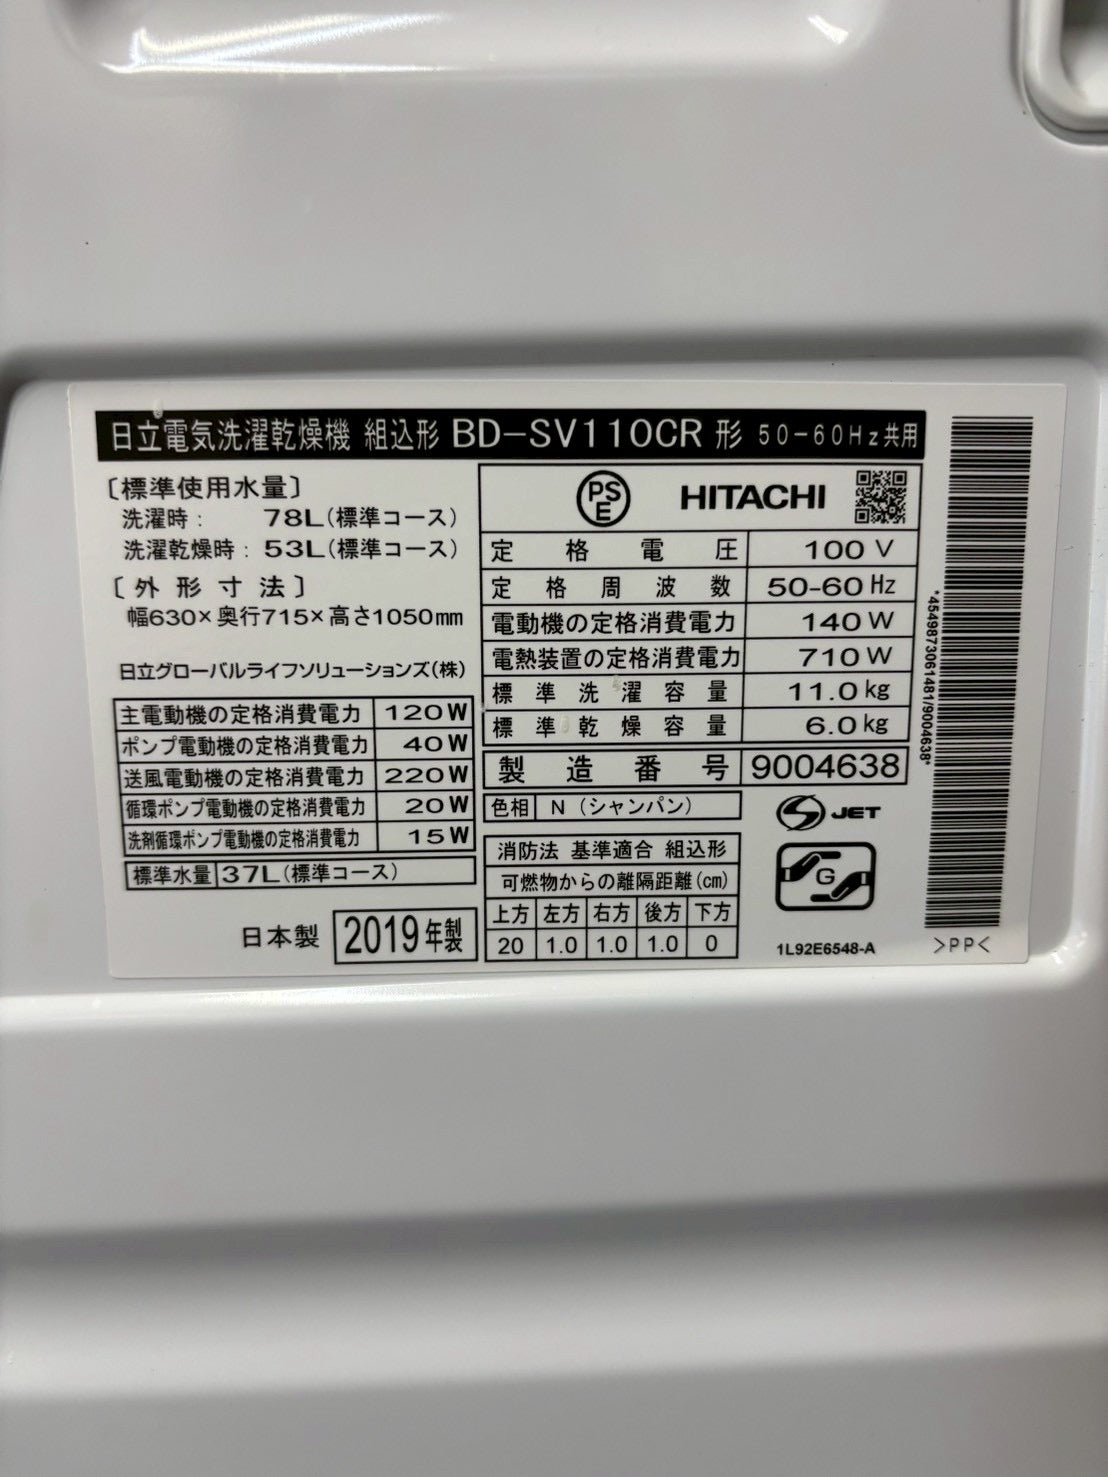 日立電気洗濯乾燥機 組込形 BD-SV110CR 形 50-60Hz共用
〔標準使用水量〕
洗濯時： 78L(標準コース)
洗濯乾燥時：53L(標準コース)
〔外形寸法〕
幅630×奥行715×高さ1050mm
日立グローバルライフソリューションズ(株)
主電動機の定格消費電力 120W
ポンプ電動機の定格消費電力 40W
送風電動機の定格消費電力 220W
循環ポンプ電動機の定格消費電力 20W
洗剤循環ポンプ電動機の定格消費電力 15W
標準水量 37L(標準コース)
日本製 2019年製
PS
E
HITACHI
定格電圧 100 V
定格周波数 50-60 Hz
電動機の定格消費電力 140 W
電熱装置の定格消費電力 710 W
標準洗濯容量 11.0 kg
標準乾燥容量 6.0 kg
製造番号 9004638
色相 N (シャンパン)
消防法 基準適合 組込形
可燃物からの離隔距離(cm)
上方 左方 右方 後方 下方
20 1.0 1.0 1.0 0
S JET
G
1L92E6548-A
*4549873061481/9004638*
>PP<